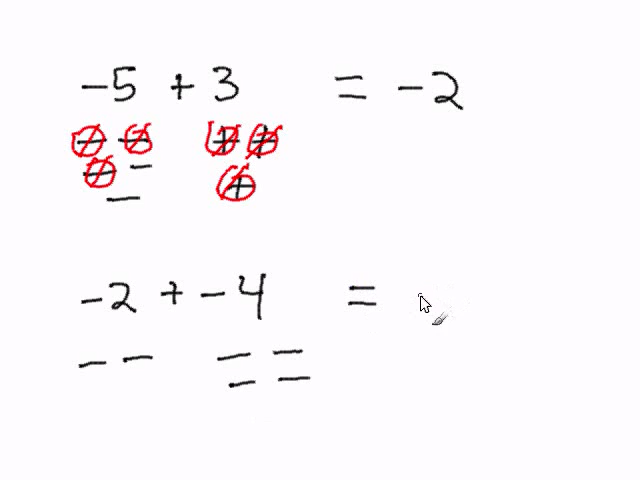 -5 + 3 = -2
-2 + -4 =